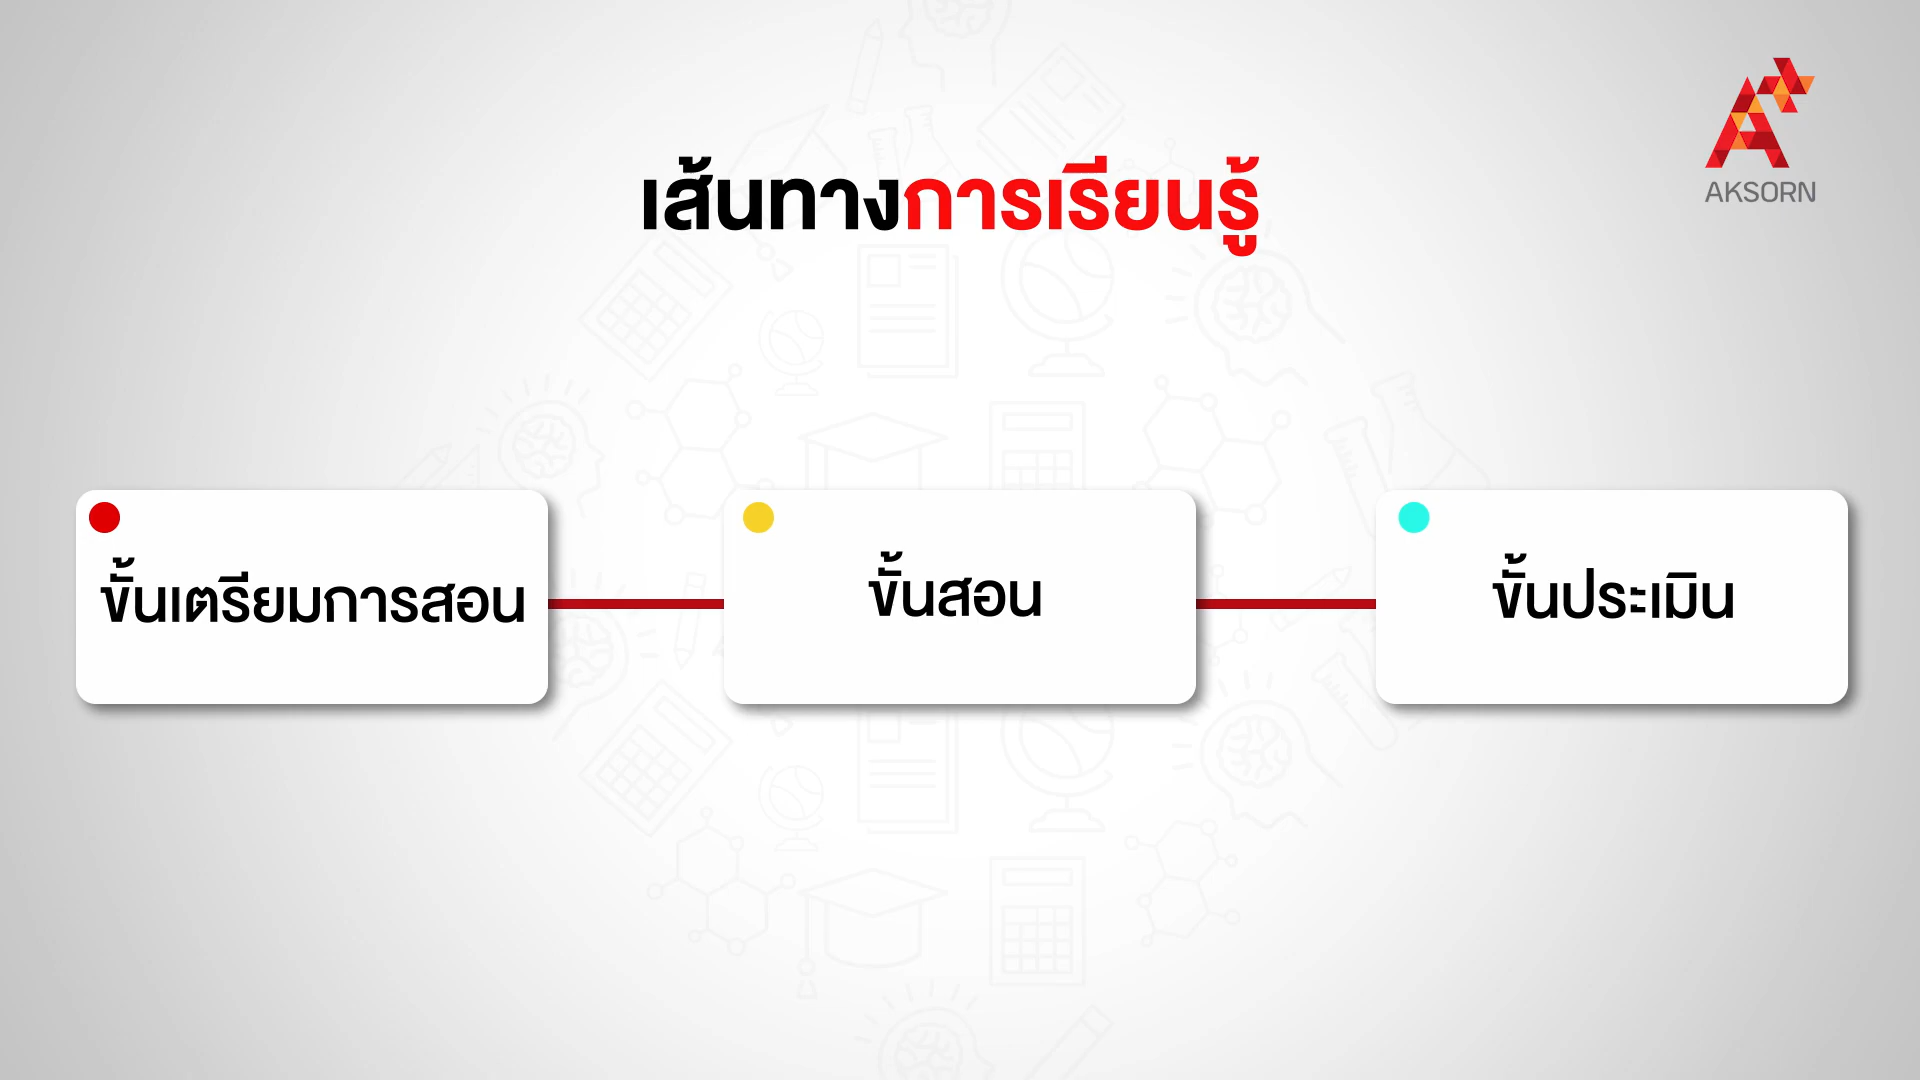 AKSORN
เส้นทางการเรียนรู้
ขั้นเตรียมการสอน
ขั้นสอน
ขั้นประเมิน